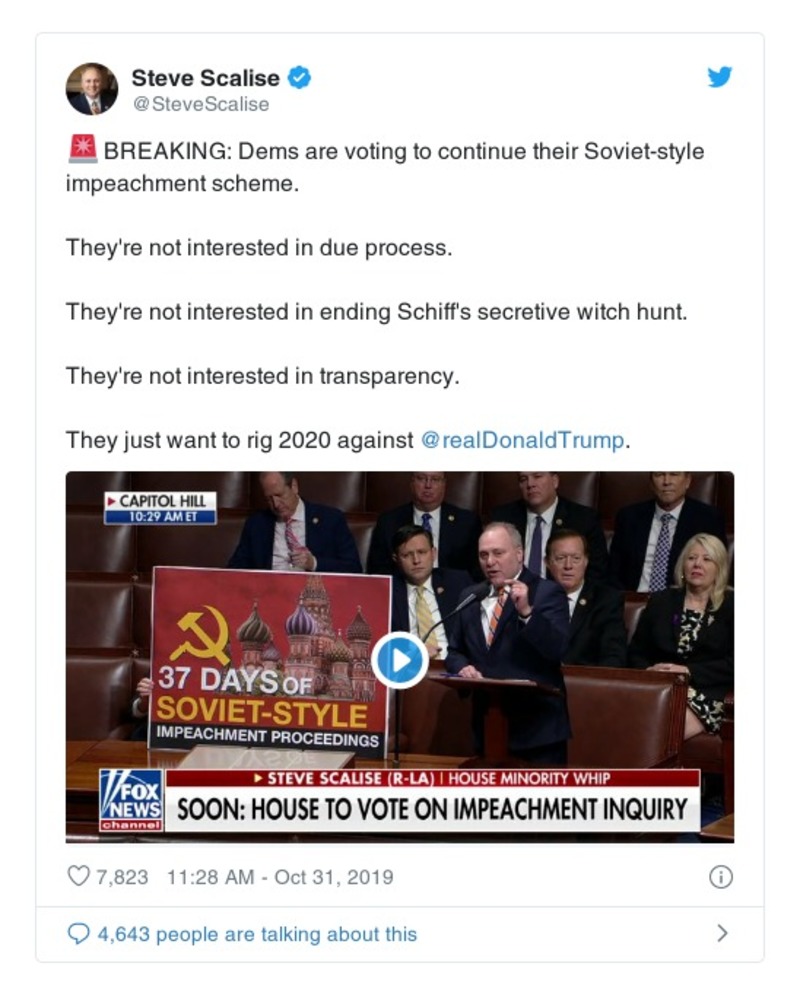 Steve Scalise
@SteveScalise
BREAKING: Dems are voting to continue their Soviet-style
impeachment scheme.
They're not interested in due process.
They're not interested in ending Schiff's secretive witch hunt.
They're not interested in transparency.
They just want to rig 2020 against @realDonaldTrump.
CAPITOL HILL
10:29 AM ET
37 DAYS OF
SOVIET-STYLE
IMPEACHMENT PROCEEDINGS
STEVE SCALISE (R-LA) | HOUSE MINORITY WHIP
FOX
NEWS
channel
SOON: HOUSE TO VOTE ON IMPEACHMENT INQUIRY
7,823 11:28 AM - Oct 31, 2019
4,643 people are talking about this